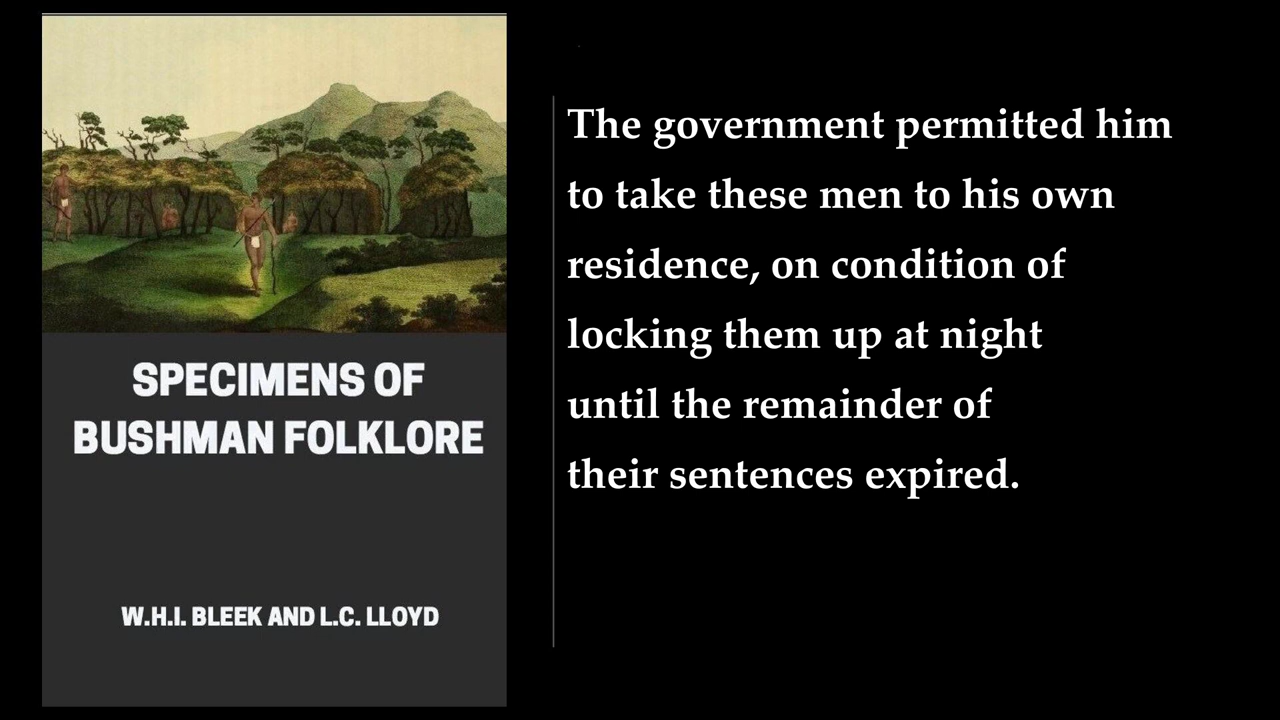 SPECIMENS OF
BUSHMAN FOLKLORE
W.H.I. BLEEK AND L.C. LLOYD
The government permitted him
to take these men to his own
residence, on condition of
locking them up at night
until the remainder of
their sentences expired.